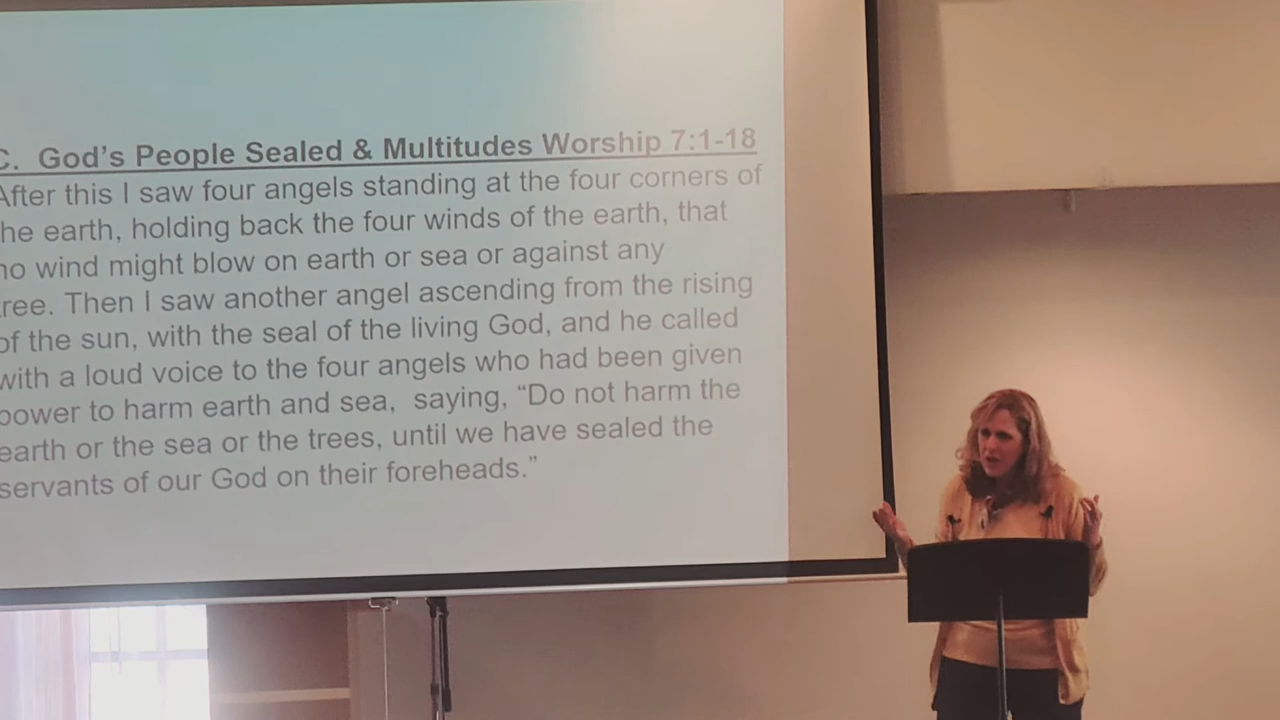 C. God’s People Sealed & Multitudes Worship 7:1-18
After this I saw four angels standing at the four corners of
the earth, holding back the four winds of the earth, that
no wind might blow on earth or sea or against any
tree. Then I saw another angel ascending from the rising
of the sun, with the seal of the living God, and he called
with a loud voice to the four angels who had been given
power to harm earth and sea, saying, “Do not harm the
earth or the sea or the trees, until we have sealed the
servants of our God on their foreheads.”